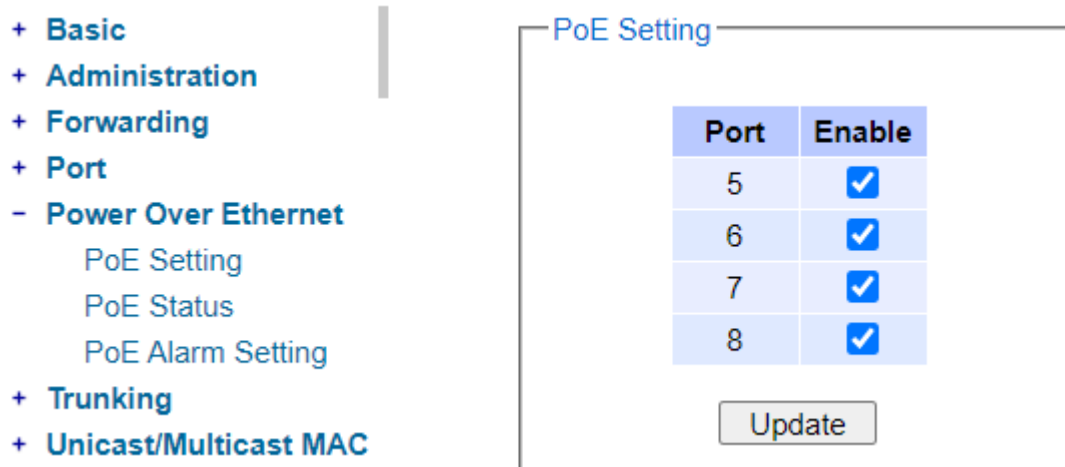 + Basic
+ Administration
+ Forwarding
+ Port
- Power Over Ethernet
PoE Setting
PoE Status
PoE Alarm Setting
+ Trunking
+ Unicast/Multicast MAC
PoE Setting
Port Enable
5
6
7
8
Update